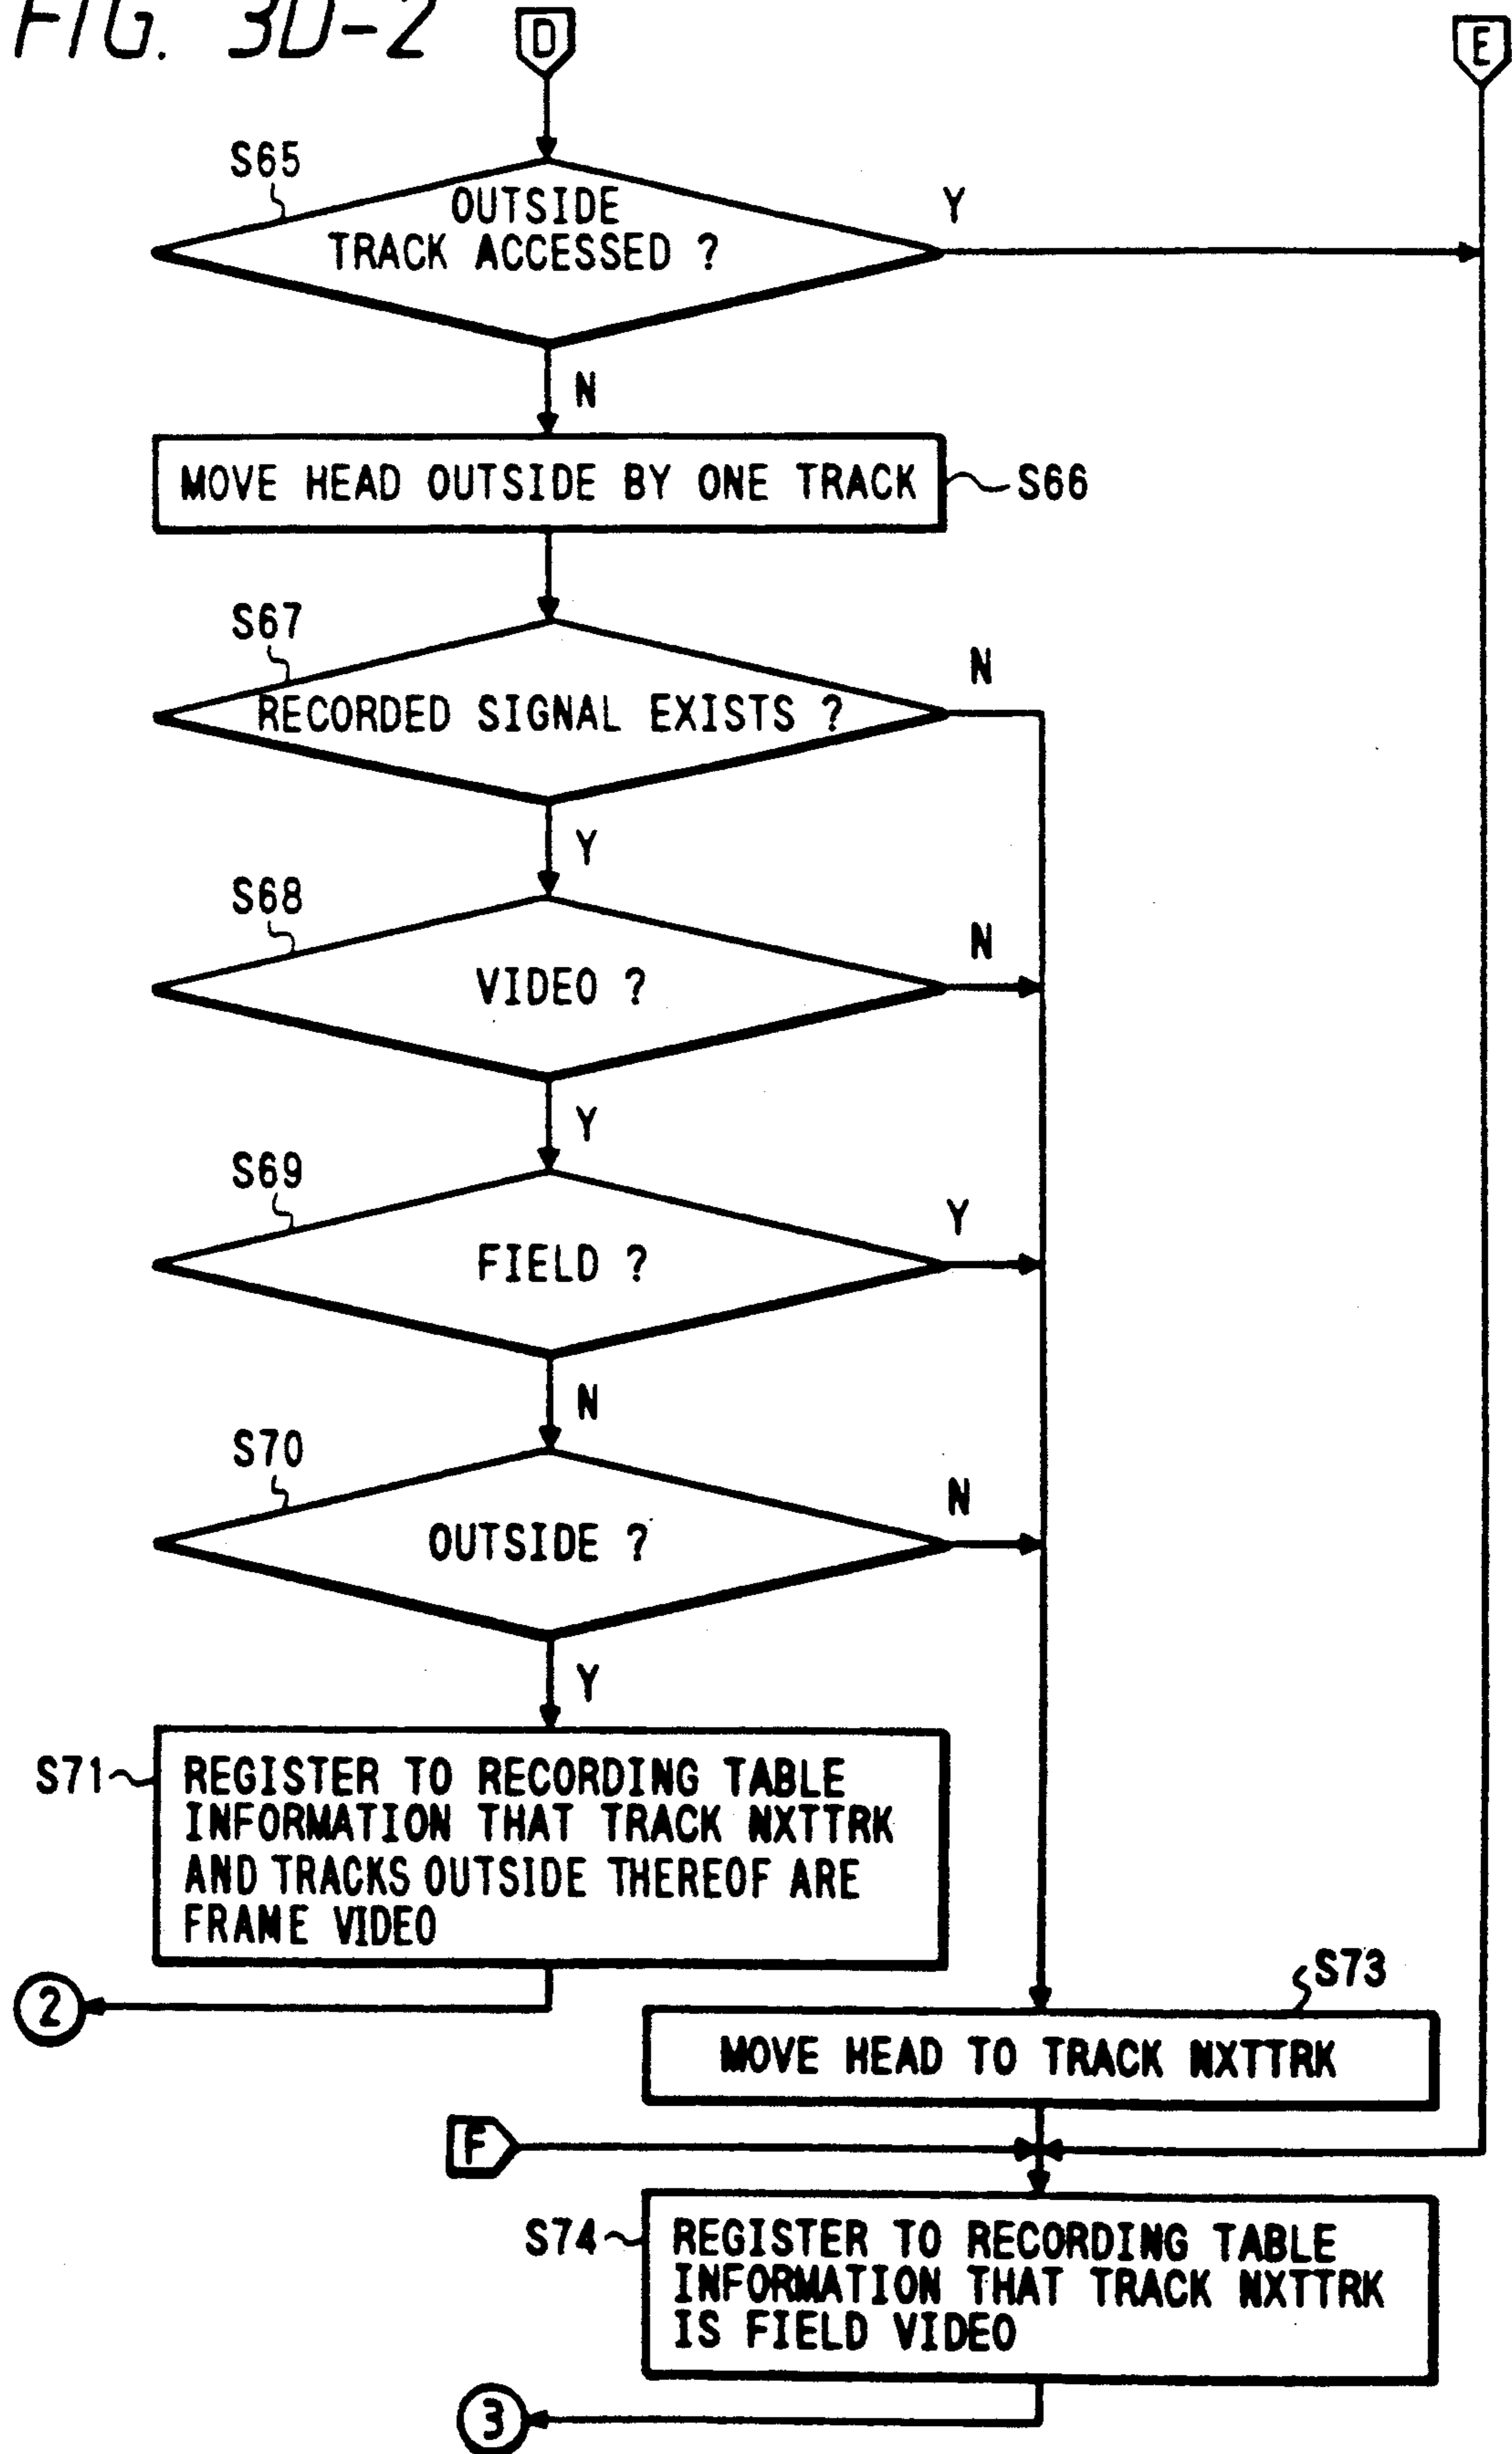 FIG. 3D-2
D
E
S65
OUTSIDE
TRACK ACCESSED ?
Y
N
MOVE HEAD OUTSIDE BY ONE TRACK
S66
S67
RECORDED SIGNAL EXISTS ?
N
Y
S68
VIDEO ?
N
Y
S69
FIELD ?
Y
N
S70
OUTSIDE ?
N
Y
S71
REGISTER TO RECORDING TABLE
INFORMATION THAT TRACK NXTTRK
AND TRACKS OUTSIDE THEREOF ARE
FRAME VIDEO
2
S73
MOVE HEAD TO TRACK NXTTRK
F
S74
REGISTER TO RECORDING TABLE
INFORMATION THAT TRACK NXTTRK
IS FIELD VIDEO
3